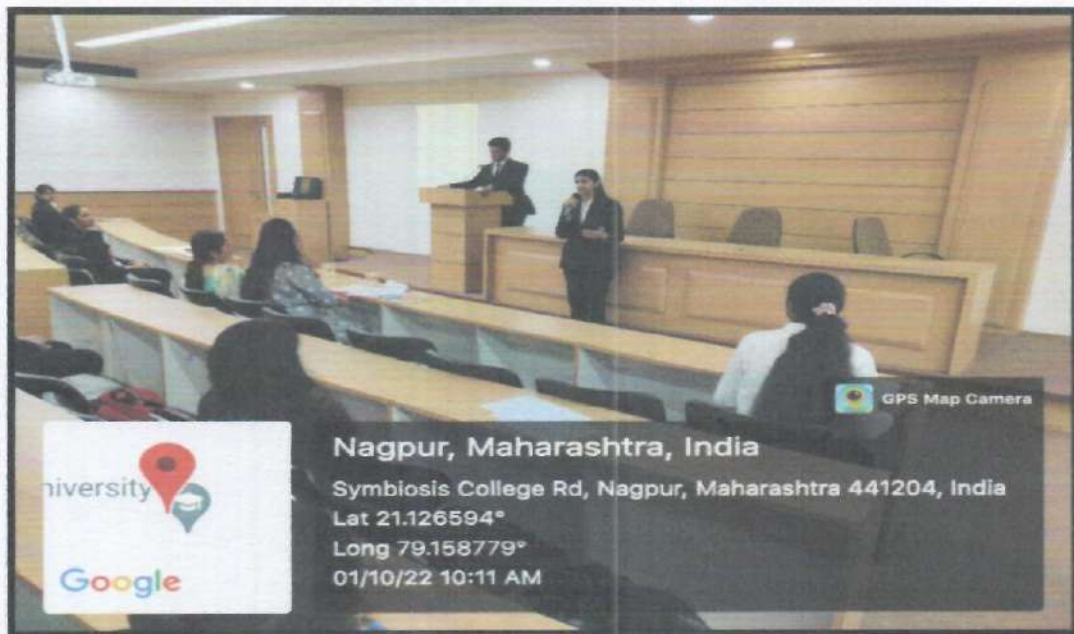 GPS Map Camera
Nagpur, Maharashtra, India
Symbiosis College Rd, Nagpur, Maharashtra 441204, India
Lat 21.126594°
Long 79.158779°
01/10/22 10:11 AM
niversity
Google